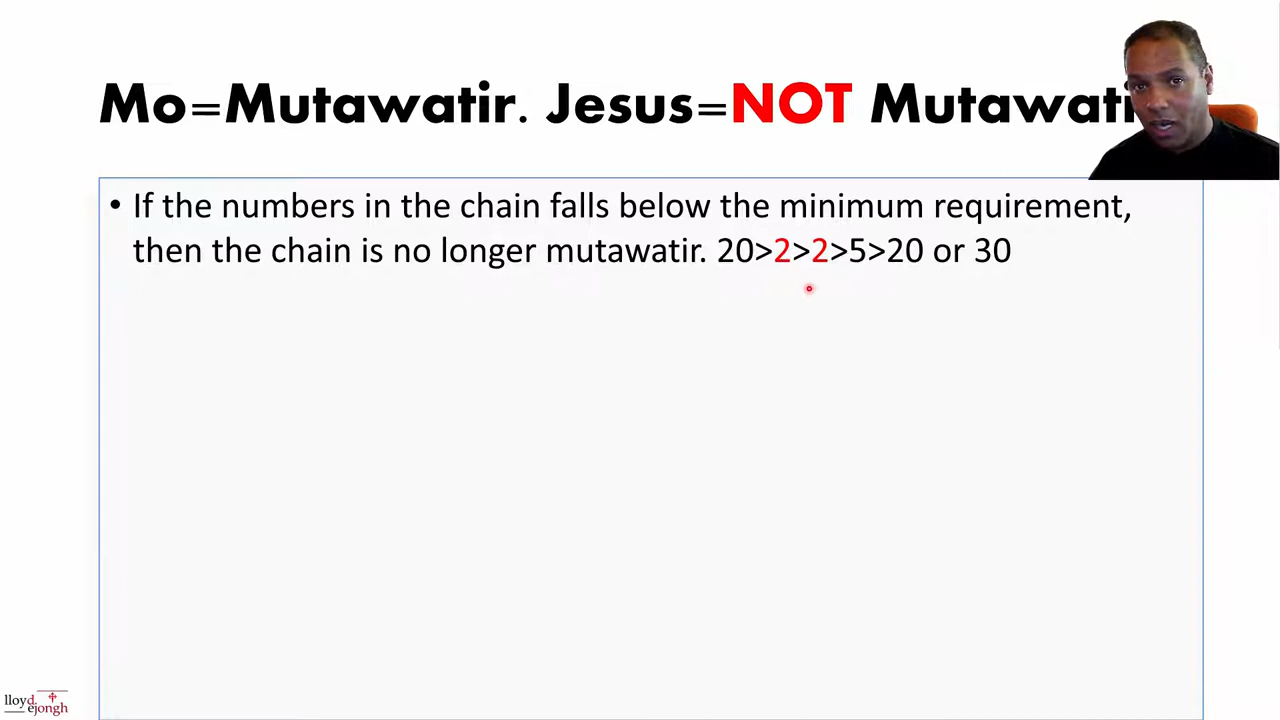 Mo=Mutawatir. Jesus=NOT Mutawati
• If the numbers in the chain falls below the minimum requirement,
then the chain is no longer mutawatir. 20>2>2>5>20 or 30
lloyd
ejongh